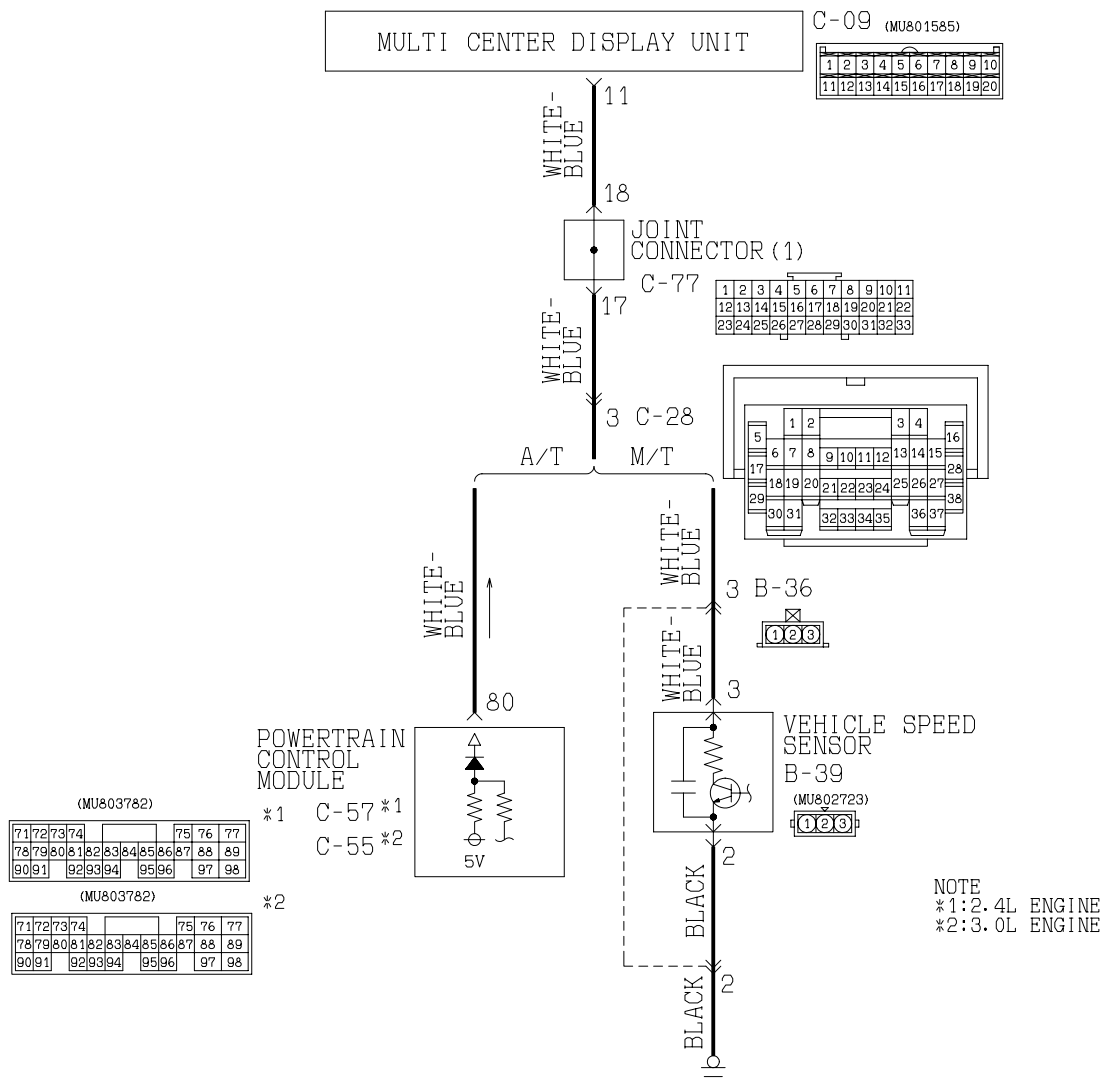 MULTI CENTER DISPLAY UNIT
C-09 (MU801585)
1 2 3 4 5 6 7 8 9 10
11 12 13 14 15 16 17 18 19 20
11
WHITE-
BLUE
18
JOINT
CONNECTOR (1)
C-77
1 2 3 4 5 6 7 8 9 10 11
12 13 14 15 16 17 18 19 20 21 22
23 24 25 26 27 28 29 30 31 32 33
17
WHITE-
BLUE
3 C-28
1 2 3 4
5 16
6 7 8 9 10 11 12 13 14 15
17 28
18 19 20 21 22 23 24 25 26 27
29 38
30 31 32 33 34 35 36 37
A/T M/T
WHITE-
BLUE
80
POWERTRAIN
CONTROL
MODULE
*1 C-57 *1
C-55 *2
5V
(MU803782)
71 72 73 74 75 76 77
78 79 80 81 82 83 84 85 86 87 88 89
90 91 92 93 94 95 96 97 98
(MU803782)
*2
71 72 73 74 75 76 77
78 79 80 81 82 83 84 85 86 87 88 89
90 91 92 93 94 95 96 97 98
WHITE-
BLUE
3 B-36
1 2 3
WHITE-
BLUE
3
VEHICLE SPEED
SENSOR
B-39
(MU802723)
1 2 3
2
BLACK
2
BLACK
NOTE
*1:2.4L ENGINE
*2:3.0L ENGINE